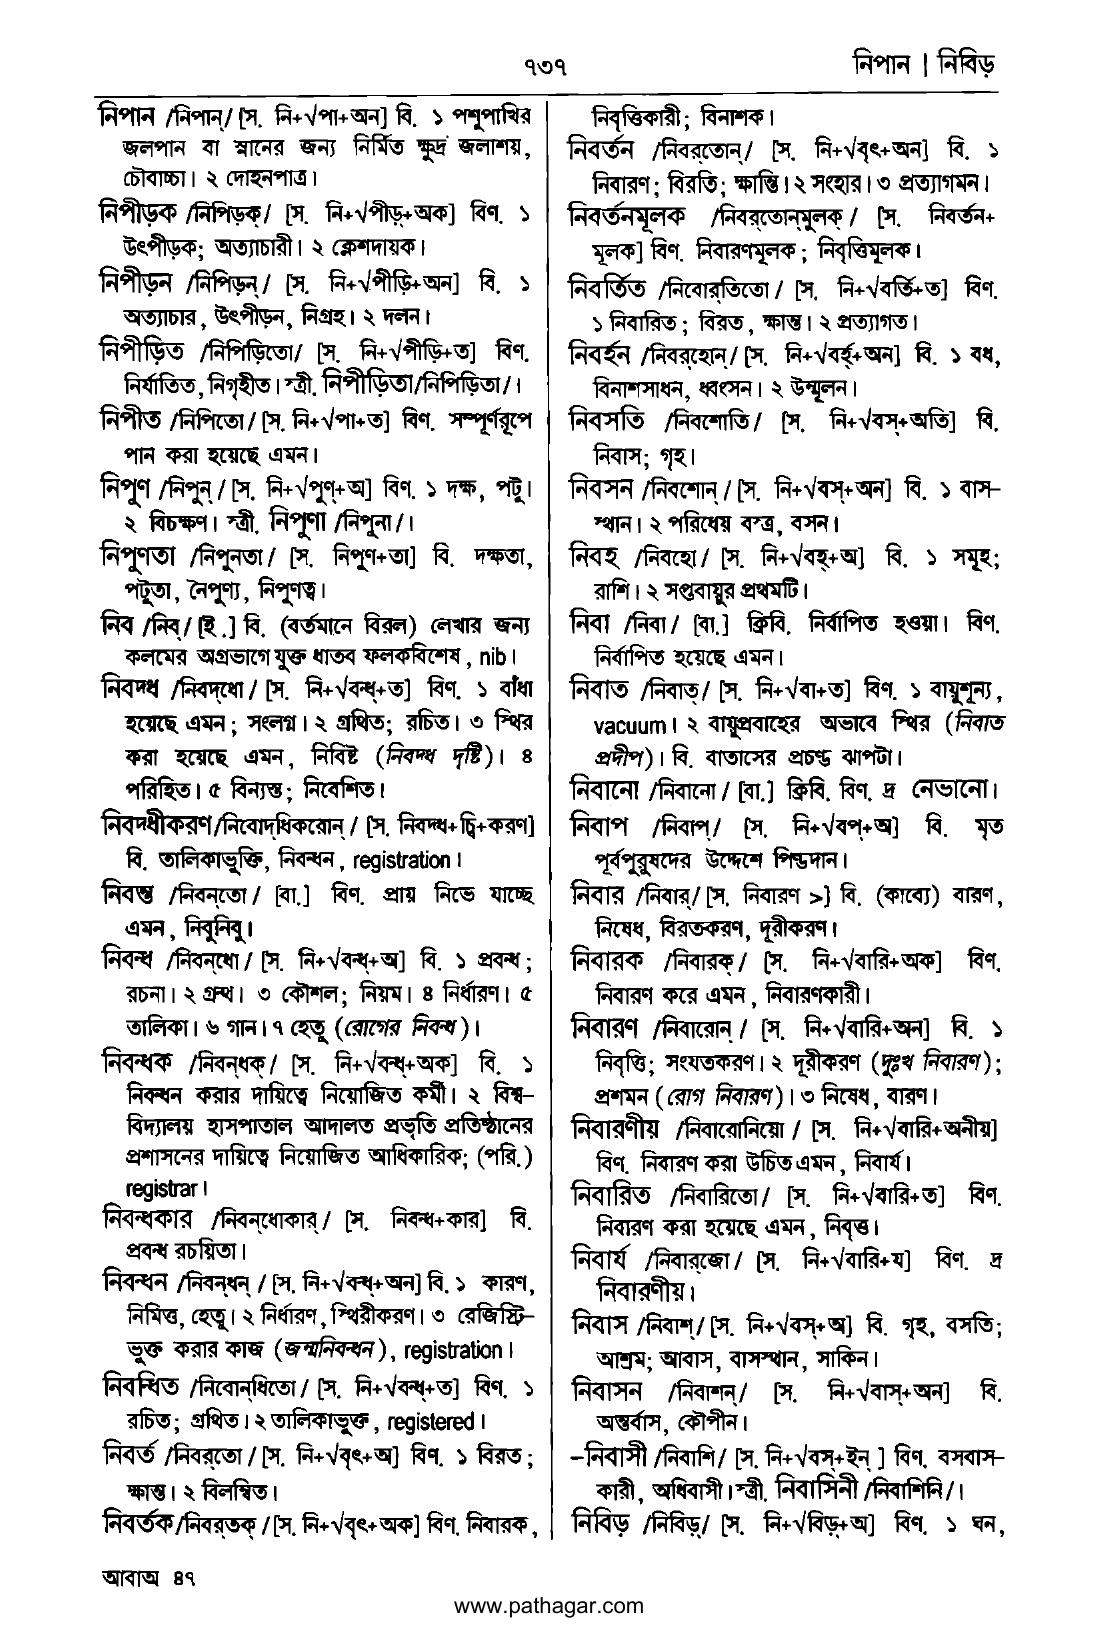 ৭৩৭
নিপান | নিবিড়
নিপান /নিপান্/ [স. নি+√পা+অন] বি. ১ পশুপাখির
জলপান বা স্নানের জন্য নির্মিত ক্ষুদ্র জলাশয়,
চৌবাচ্চা। ২ দোহনপাত্র।
নিপীড়ক /নিপিড়ক্/ [স. নি+√পীড়্+অক] বিণ. ১
উৎপীড়ক; অত্যাচারী। ২ ক্লেশদায়ক।
নিপীড়ন /নিপিড়ন্/ [স. নি+√পীড়ি+অন] বি. ১
অত্যাচার, উৎপীড়ন, নিগ্রহ। ২ দলন।
নিপীড়িত /নিপিড়িতো/ [স. নি+√পীড়ি+ত] বিণ.
নির্যাতিত, নিগৃহীত। স্ত্রী. নিপীড়িতা/নিপিড়িতা/।
নিপীত /নিপিতো/ [স. নি+√পা+ত] বিণ. সম্পূর্ণরূপে
পান করা হয়েছে এমন।
নিপুণ /নিপুন্/ [স. নি+√পুণ্+অ] বিণ. ১ দক্ষ, পটু।
২ বিচক্ষণ। স্ত্রী. নিপুণা /নিপুনা/।
নিপুণতা /নিপুনতা/ [স. নিপুণ+তা] বি. দক্ষতা,
পটুতা, নৈপুণ্য, নিপুণত্ব।
নিব /নিব্/ [ই.] বি. (বর্তমানে বিরল) লেখার জন্য
কলমের অগ্রভাগে যুক্ত ধাতব ফলকবিশেষ, nib।
নিবদ্ধ /নিবদ্‌ধো/ [স. নি+√বন্ধ্+ত] বিণ. ১ বাঁধা
হয়েছে এমন; সংলগ্ন। ২ গ্রথিত; রচিত। ৩ স্থির
করা হয়েছে এমন, নিবিষ্ট (নিবদ্ধ দৃষ্টি)। ৪
পরিহিত। ৫ বিন্যস্ত; নিবেশিত।
নিবদ্ধীকরণ/নিবোদ্‌ধিকরোন্/ [স. নিবদ্ধ+চ্বি+করণ]
বি. তালিকাভুক্তি, নিবন্ধন, registration।
নিবন্ত /নিবন্‌তো/ [বা.] বিণ. প্রায় নিভে যাচ্ছে
এমন, নিবুনিবু।
নিবন্ধ /নিবন্‌ধো/ [স. নি+√বন্ধ্+অ] বি. ১ প্রবন্ধ;
রচনা। ২ গ্রন্থ। ৩ কৌশল; নিয়ম। ৪ নির্ধারণ। ৫
তালিকা। ৬ গান। ৭ হেতু (রোগের নিবন্ধ)।
নিবন্ধক /নিবন্‌ধক্/ [স. নি+√বন্ধ্+অক] বি. ১
নিবন্ধন করার দায়িত্বে নিয়োজিত কর্মী। ২ বিশ্ব–
বিদ্যালয় হাসপাতাল আদালত প্রভৃতি প্রতিষ্ঠানের
প্রশাসনের দায়িত্বে নিয়োজিত আধিকারিক; (পরি.)
registrar।
নিবন্ধকার /নিবন্‌ধোকার্/ [স. নিবন্ধ+কার] বি.
প্রবন্ধ রচয়িতা।
নিবন্ধন /নিবন্‌ধন্/ [স. নি+√বন্ধ্+অন] বি. ১ কারণ,
নিমিত্ত, হেতু। ২ নির্ধারণ, স্থিরীকরণ। ৩ রেজিস্ট্রি–
ভুক্ত করার কাজ (জন্মনিবন্ধন), registration।
নিবন্ধিত /নিবোন্‌ধিতো/ [স. নি+√বন্ধ্+ত] বিণ. ১
রচিত; গ্রথিত। ২ তালিকাভুক্ত, registered।
নিবর্ত /নিবর্‌তো/ [স. নি+√বৃৎ+অ] বিণ. ১ বিরত;
ক্ষান্ত। ২ বিলম্বিত।
নিবর্তক/নিবর্‌তক্/ [স. নি+√বৃৎ+অক] বিণ. নিবারক,
নিবৃত্তিকারী; বিনাশক।
নিবর্তন /নিবর্‌তোন্/ [স. নি+√বৃৎ+অন] বি. ১
নিবারণ; বিরতি; ক্ষান্তি। ২ সংহার। ৩ প্রত্যাগমন।
নিবর্তনমূলক /নিবর্‌তোন্‌মুলক্/ [স. নিবর্তন+
মূলক] বিণ. নিবারণমূলক; নিবৃত্তিমূলক।
নিবর্তিত /নিবোর্‌তিতো/ [স. নি+√বর্তি+ত] বিণ.
১ নিবারিত; বিরত, ক্ষান্ত। ২ প্রত্যাগত।
নিবর্হন /নিবর্‌হোন্/ [স. নি+√বর্হ্+অন] বি. ১ বধ,
বিনাশসাধন, ধ্বংসন। ২ উন্মূলন।
নিবসতি /নিবশোতি/ [স. নি+√বস্+অতি] বি.
নিবাস; গৃহ।
নিবসন /নিবশোন্/ [স. নি+√বস্+অন] বি. ১ বাস–
স্থান। ২ পরিধেয় বস্ত্র, বসন।
নিবহ /নিবহো/ [স. নি+√বহ্+অ] বি. ১ সমূহ;
রাশি। ২ সপ্তবায়ুর প্রথমটি।
নিবা /নিবা/ [বা.] ক্রিবি. নির্বাপিত হওয়া। বিণ.
নির্বাপিত হয়েছে এমন।
নিবাত /নিবাত্/ [স. নি+√বা+ত] বিণ. ১ বায়ুশূন্য,
vacuum। ২ বায়ুপ্রবাহের অভাবে স্থির (নিবাত
প্রদীপ)। বি. বাতাসের প্রচণ্ড ঝাপটা।
নিবানো /নিবানো/ [বা.] ক্রিবি. বিণ. দ্র নেভানো।
নিবাপ /নিবাপ্/ [স. নি+√বপ্+অ] বি. মৃত
পূর্বপুরুষদের উদ্দেশে পিন্ডদান।
নিবার /নিবার্/ [স. নিবারণ >] বি. (কাব্যে) বারণ,
নিষেধ, বিরতকরণ, দূরীকরণ।
নিবারক /নিবারক্/ [স. নি+√বারি+অক] বিণ.
নিবারণ করে এমন, নিবারণকারী।
নিবারণ /নিবারোন্/ [স. নি+√বারি+অন] বি. ১
নিবৃত্তি; সংযতকরণ। ২ দূরীকরণ (দুঃখ নিবারণ);
প্রশমন (রোগ নিবারণ)। ৩ নিষেধ, বারণ।
নিবারণীয় /নিবারোনিয়ো/ [স. নি+√বারি+অনীয়]
বিণ. নিবারণ করা উচিত এমন, নিবার্য।
নিবারিত /নিবারিতো/ [স. নি+√বারি+ত] বিণ.
নিবারণ করা হয়েছে এমন, নিবৃত্ত।
নিবার্য /নিবার্‌জো/ [স. নি+√বারি+য] বিণ. দ্র
নিবারণীয়।
নিবাস /নিবাশ্/ [স. নি+√বস্+অ] বি. গৃহ, বসতি;
আশ্রম; আবাস, বাসস্থান, সাকিন।
নিবাসন /নিবাশন্/ [স. নি+√বাস্+অন] বি.
অন্তর্বাস, কৌপীন।
–নিবাসী /নিবাশি/ [স. নি+√বস্+ইন্] বিণ. বসবাস–
কারী, অধিবাসী। স্ত্রী. নিবাসিনী /নিবাশিনি/।
নিবিড় /নিবিড়্/ [স. নি+√বিড়্+অ] বিণ. ১ ঘন,
আবাঅ ৪৭
www.pathagar.com